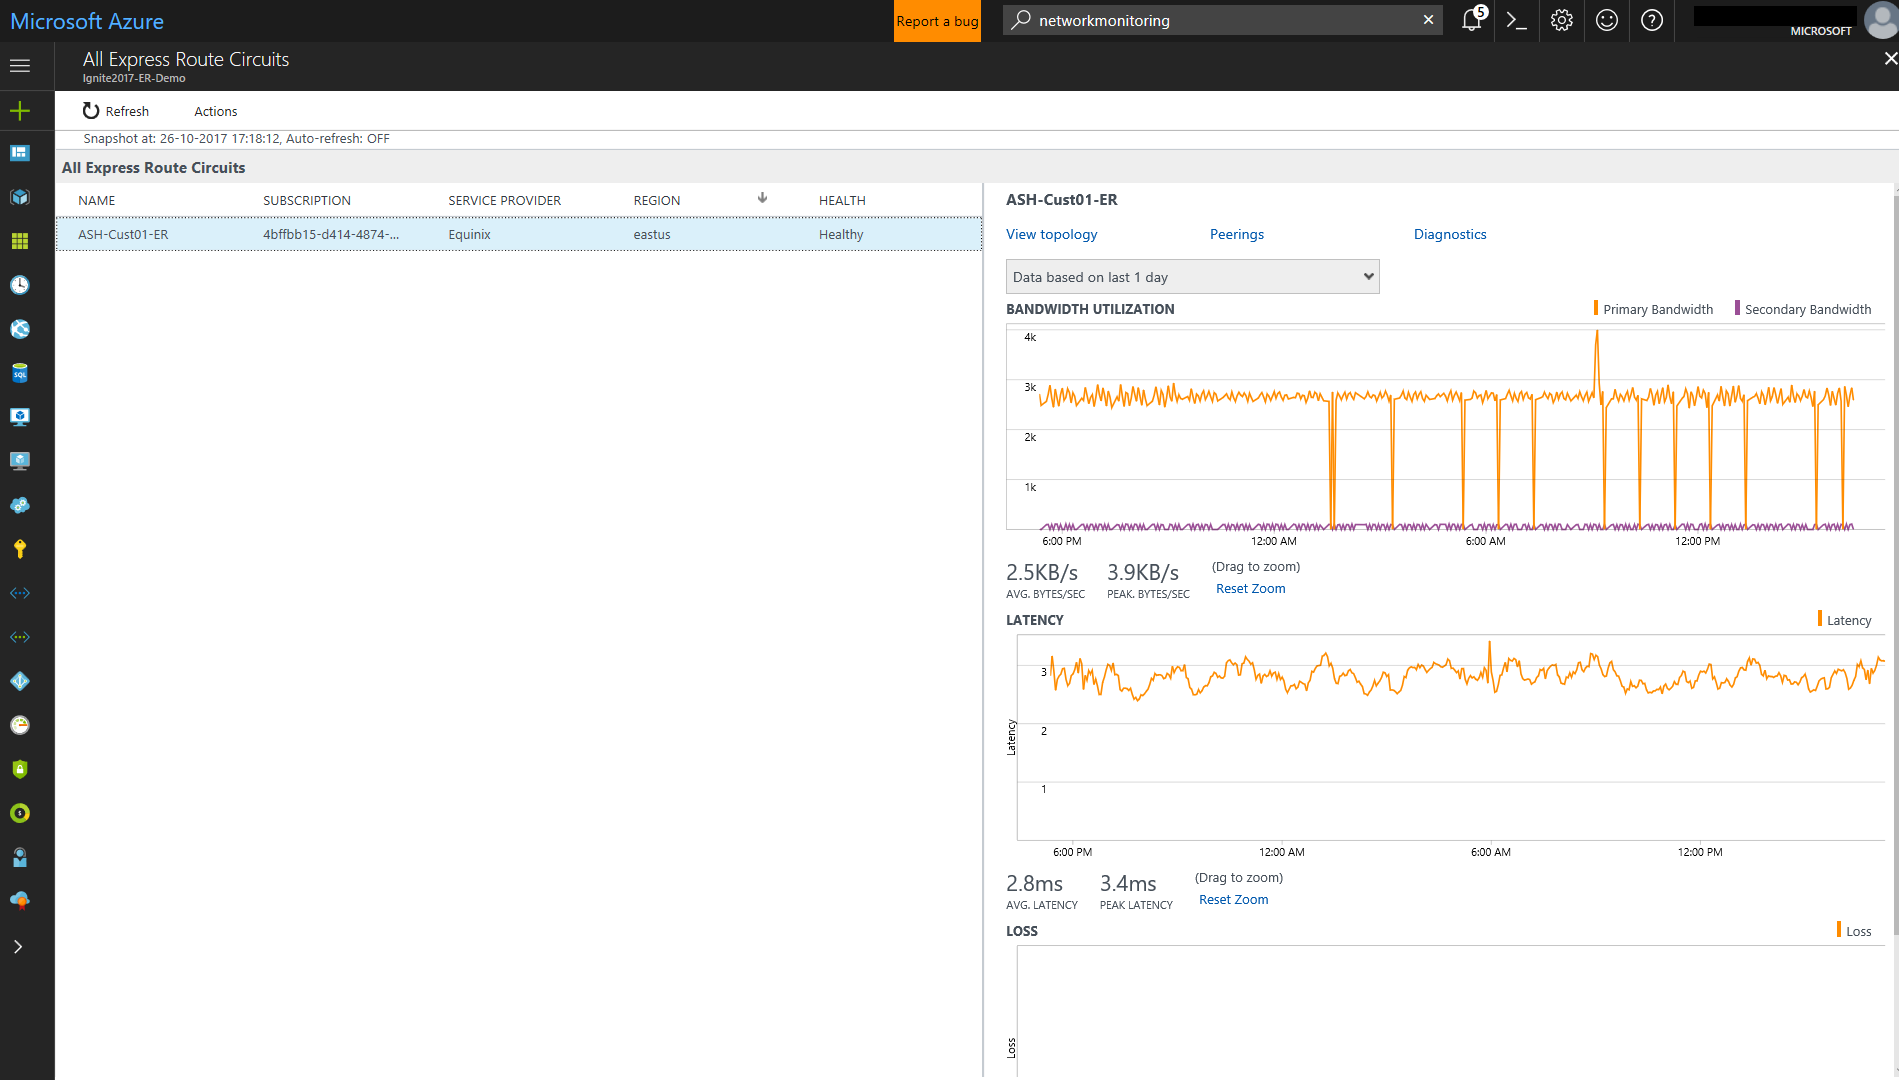 Microsoft Azure
Report a bug
networkmonitoring
5
MICROSOFT
All Express Route Circuits
Ignite2017-ER-Demo
Refresh
Actions
Snapshot at: 26-10-2017 17:18:12, Auto-refresh: OFF
All Express Route Circuits
NAME SUBSCRIPTION SERVICE PROVIDER REGION HEALTH
ASH-Cust01-ER 4bffbb15-d414-4874-... Equinix eastus Healthy
SQL
ASH-Cust01-ER
View topology Peerings Diagnostics
Data based on last 1 day
BANDWIDTH UTILIZATION
Primary Bandwidth Secondary Bandwidth
4k
3k
2k
1k
6:00 PM 12:00 AM 6:00 AM 12:00 PM
2.5KB/s 3.9KB/s (Drag to zoom)
AVG. BYTES/SEC PEAK. BYTES/SEC Reset Zoom
LATENCY
Latency
3
2
1
Latency
6:00 PM 12:00 AM 6:00 AM 12:00 PM
2.8ms 3.4ms (Drag to zoom)
AVG. LATENCY PEAK LATENCY Reset Zoom
LOSS
Loss
Loss